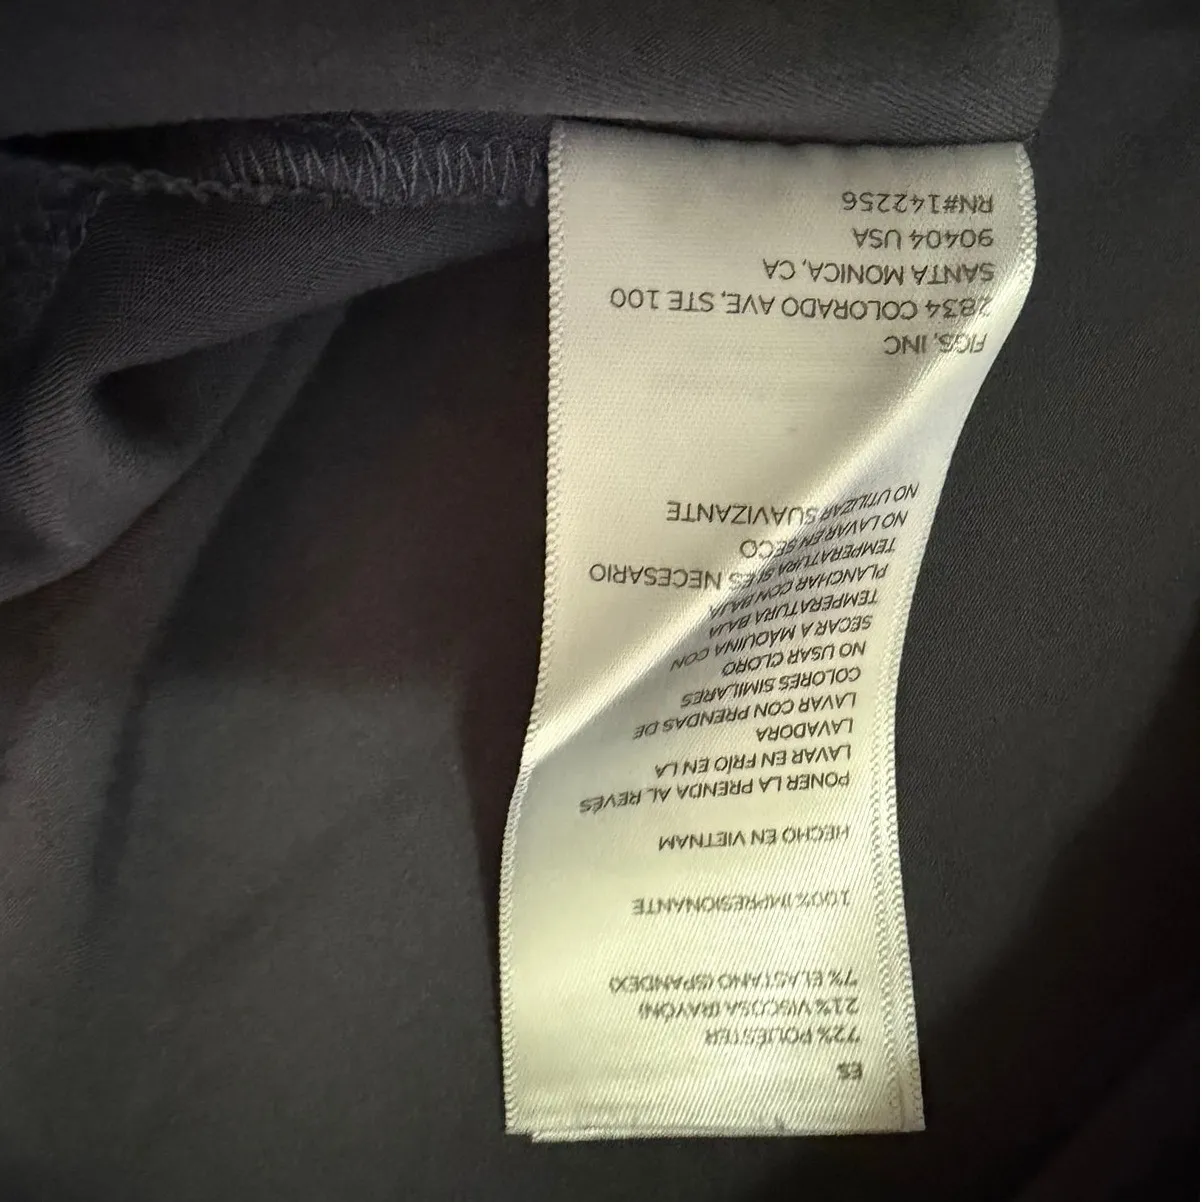 ES
72% POLIÉSTER
21% VISCOSA (RAYÓN)
7% ELASTANO (SPANDEX)
100% IMPRESIONANTE
HECHO EN VIETNAM
PONER LA PRENDA AL REVÉS
LAVAR EN FRÍO EN LA
LAVADORA
LAVAR CON PRENDAS DE
COLORES SIMILARES
NO USAR CLORO
SECAR A MÁQUINA CON
TEMPERATURA BAJA
PLANCHAR CON BAJA
TEMPERATURA SI ES NECESARIO
NO LAVAR EN SECO
NO UTILIZAR SUAVIZANTE
FIGS, INC
2834 COLORADO AVE, STE 100
SANTA MONICA, CA
90404 USA
RN#142256